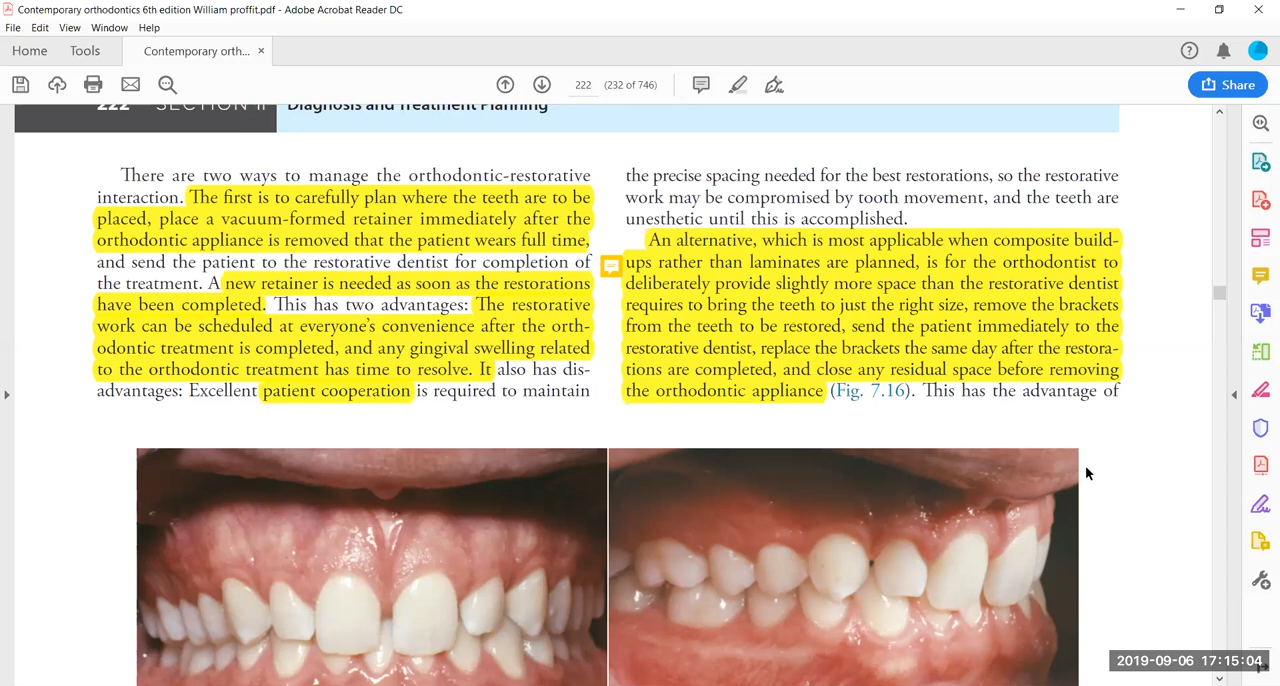 Contemporary orthodontics 6th edition William proffit.pdf - Adobe Acrobat Reader DC
File Edit View Window Help
Home Tools Contemporary orth... ×
222 (232 of 746)
Share
222 SECTION II Diagnosis and Treatment Planning
There are two ways to manage the orthodontic-restorative
interaction. The first is to carefully plan where the teeth are to be
placed, place a vacuum-formed retainer immediately after the
orthodontic appliance is removed that the patient wears full time,
and send the patient to the restorative dentist for completion of
the treatment. A new retainer is needed as soon as the restorations
have been completed. This has two advantages: The restorative
work can be scheduled at everyone's convenience after the orth-
odontic treatment is completed, and any gingival swelling related
to the orthodontic treatment has time to resolve. It also has dis-
advantages: Excellent patient cooperation is required to maintain
the precise spacing needed for the best restorations, so the restorative
work may be compromised by tooth movement, and the teeth are
unesthetic until this is accomplished.
An alternative, which is most applicable when composite build-
ups rather than laminates are planned, is for the orthodontist to
deliberately provide slightly more space than the restorative dentist
requires to bring the teeth to just the right size, remove the brackets
from the teeth to be restored, send the patient immediately to the
restorative dentist, replace the brackets the same day after the restora-
tions are completed, and close any residual space before removing
the orthodontic appliance (Fig. 7.16). This has the advantage of
2019-09-06 17:15:04